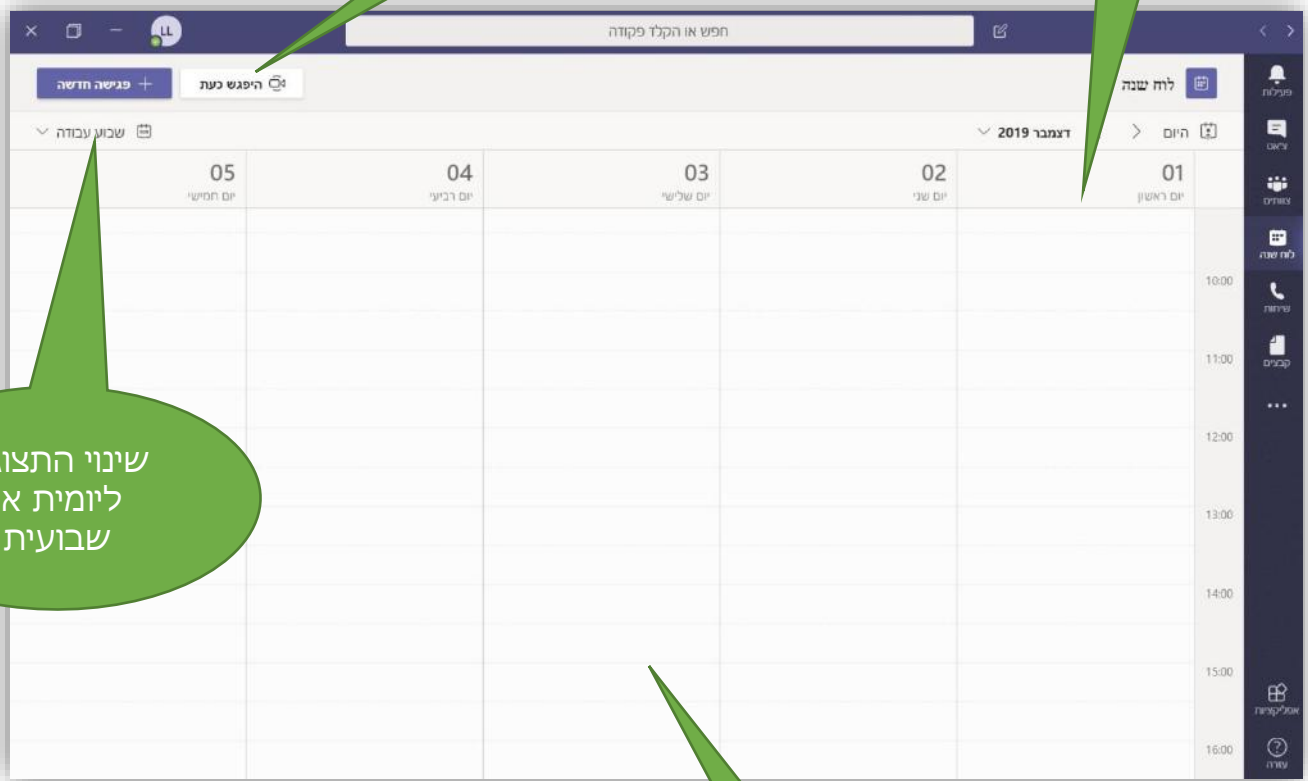 LL
חפש או הקלד פקודה
לוח שנה
היפגש כעת
פגישה חדשה
היום
דצמבר 2019
שבוע עבודה
01
יום ראשון
02
יום שני
03
יום שלישי
04
יום רביעי
05
יום חמישי
10:00
11:00
12:00
13:00
14:00
15:00
16:00
פעילות
צ'אט
צוותים
לוח שנה
שיחות
קבצים
אפליקציות
עזרה
שינוי
ליומית
שבועית